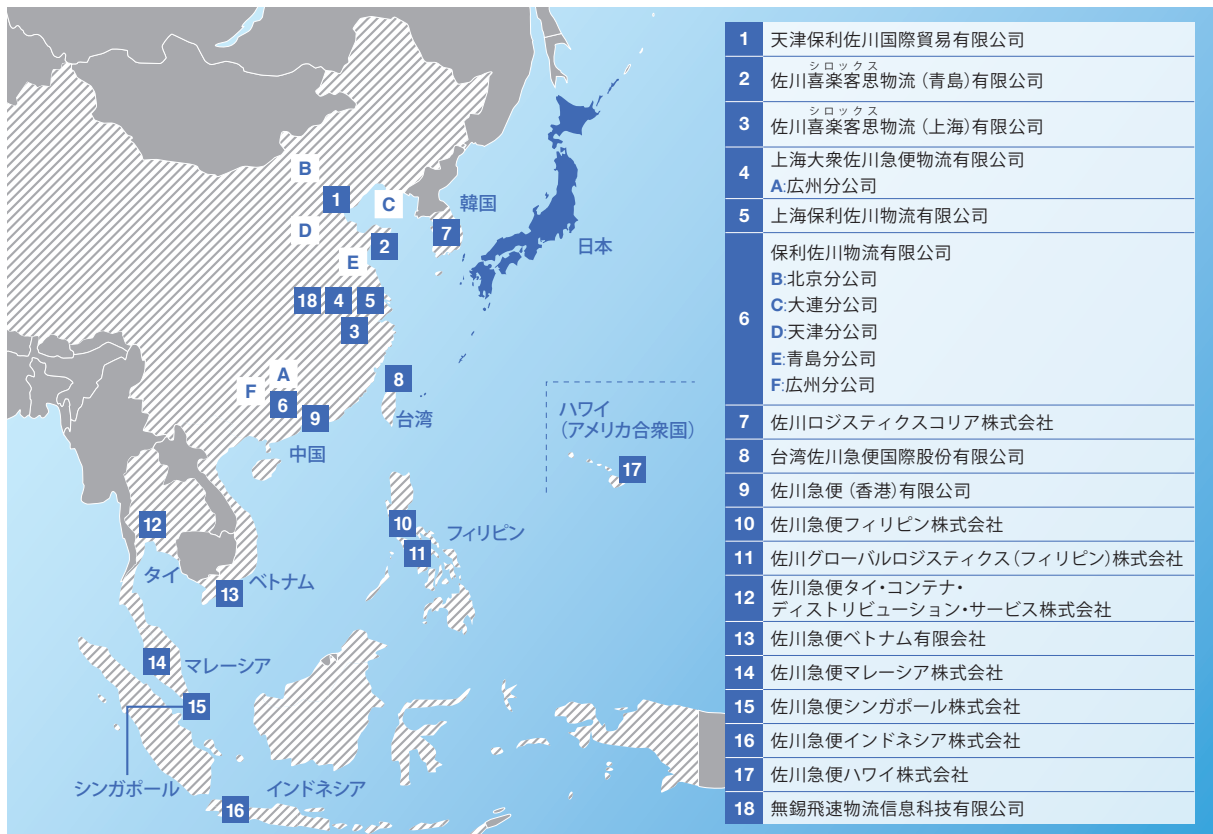 B
1
C
韓国
7
D
2
日本
E
18
4
5
3
A
F
6
9
8
台湾
中国
ハワイ
(アメリカ合衆国)
17
10
フィリピン
11
12
タイ
ベトナム
13
14
マレーシア
15
シンガポール
インドネシア
16
1 天津保利佐川国際貿易有限公司
シロックス
2 佐川喜楽客思物流(青島)有限公司
シロックス
3 佐川喜楽客思物流(上海)有限公司
4 上海大衆佐川急便物流有限公司
A:広州分公司
5 上海保利佐川物流有限公司
6 保利佐川物流有限公司
B:北京分公司
C:大連分公司
D:天津分公司
E:青島分公司
F:広州分公司
7 佐川ロジスティクスコリア株式会社
8 台湾佐川急便国際股份有限公司
9 佐川急便(香港)有限公司
10 佐川急便フィリピン株式会社
11 佐川グローバルロジスティクス(フィリピン)株式会社
12 佐川急便タイ・コンテナ・
ディストリビューション・サービス株式会社
13 佐川急便ベトナム有限会社
14 佐川急便マレーシア株式会社
15 佐川急便シンガポール株式会社
16 佐川急便インドネシア株式会社
17 佐川急便ハワイ株式会社
18 無錫飛速物流信息科技有限公司